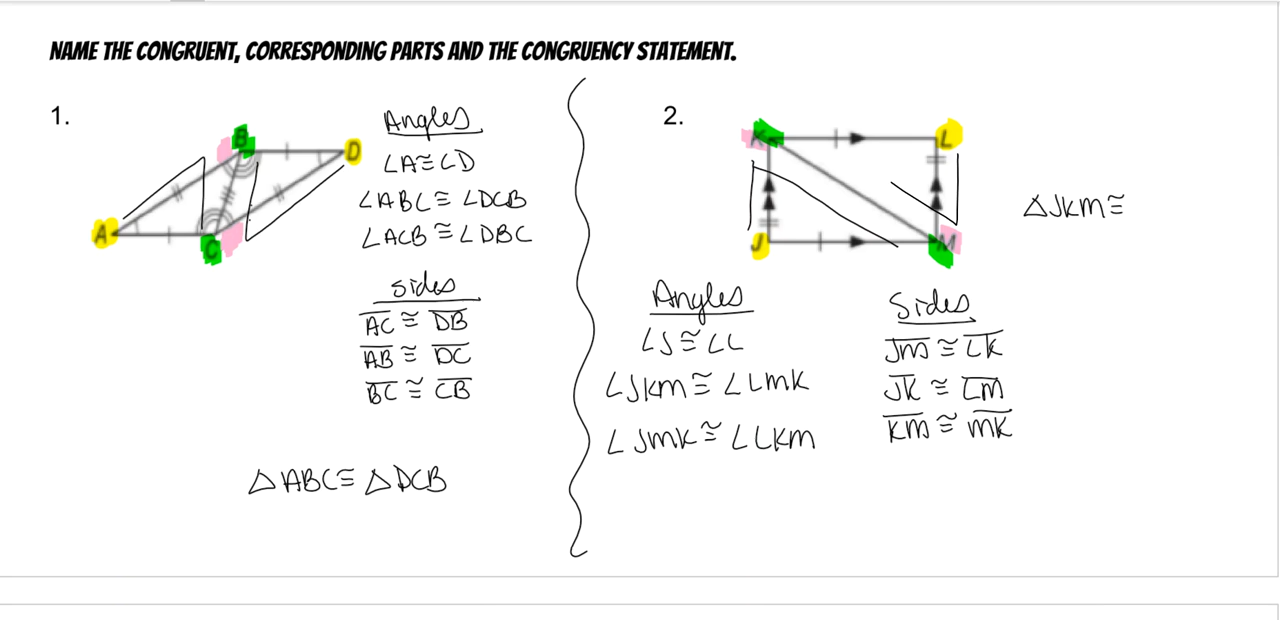 NAME THE CONGRUENT, CORRESPONDING PARTS AND THE CONGRUENCY STATEMENT.
1.
B
D
A
C
Angles
∠A≅∠D
∠ABC≅∠DCB
∠ACB≅∠DBC
Sides
AC≅DB
AB≅DC
BC≅CB
△ABC≅△DCB
2.
K
L
J
M
△JKM≅
Angles
∠J≅∠L
∠JKM≅∠LMK
∠JMK≅∠LKM
Sides
JM≅LK
JK≅LM
KM≅MK